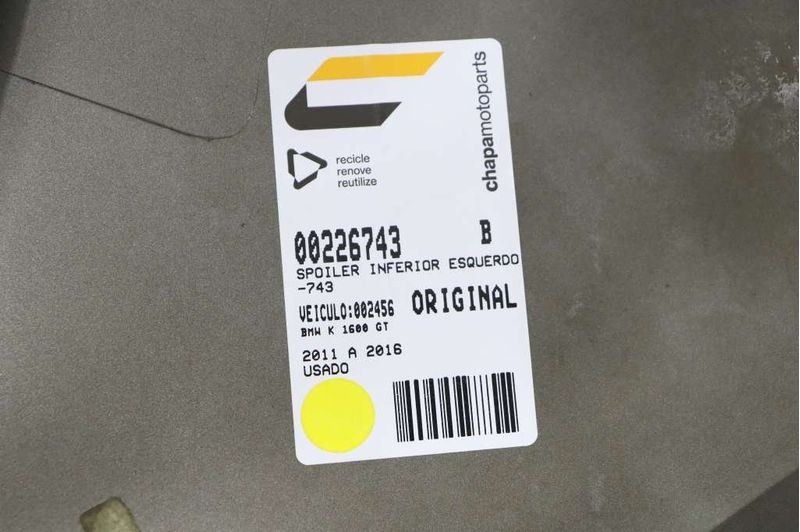 chapamotoparts
recicle
renove
reutilize
00226743 B
SPOILER INFERIOR ESQUERDO
-743
VEICULO:002456 ORIGINAL
BMW K 1600 GT
2011 A 2016
USADO